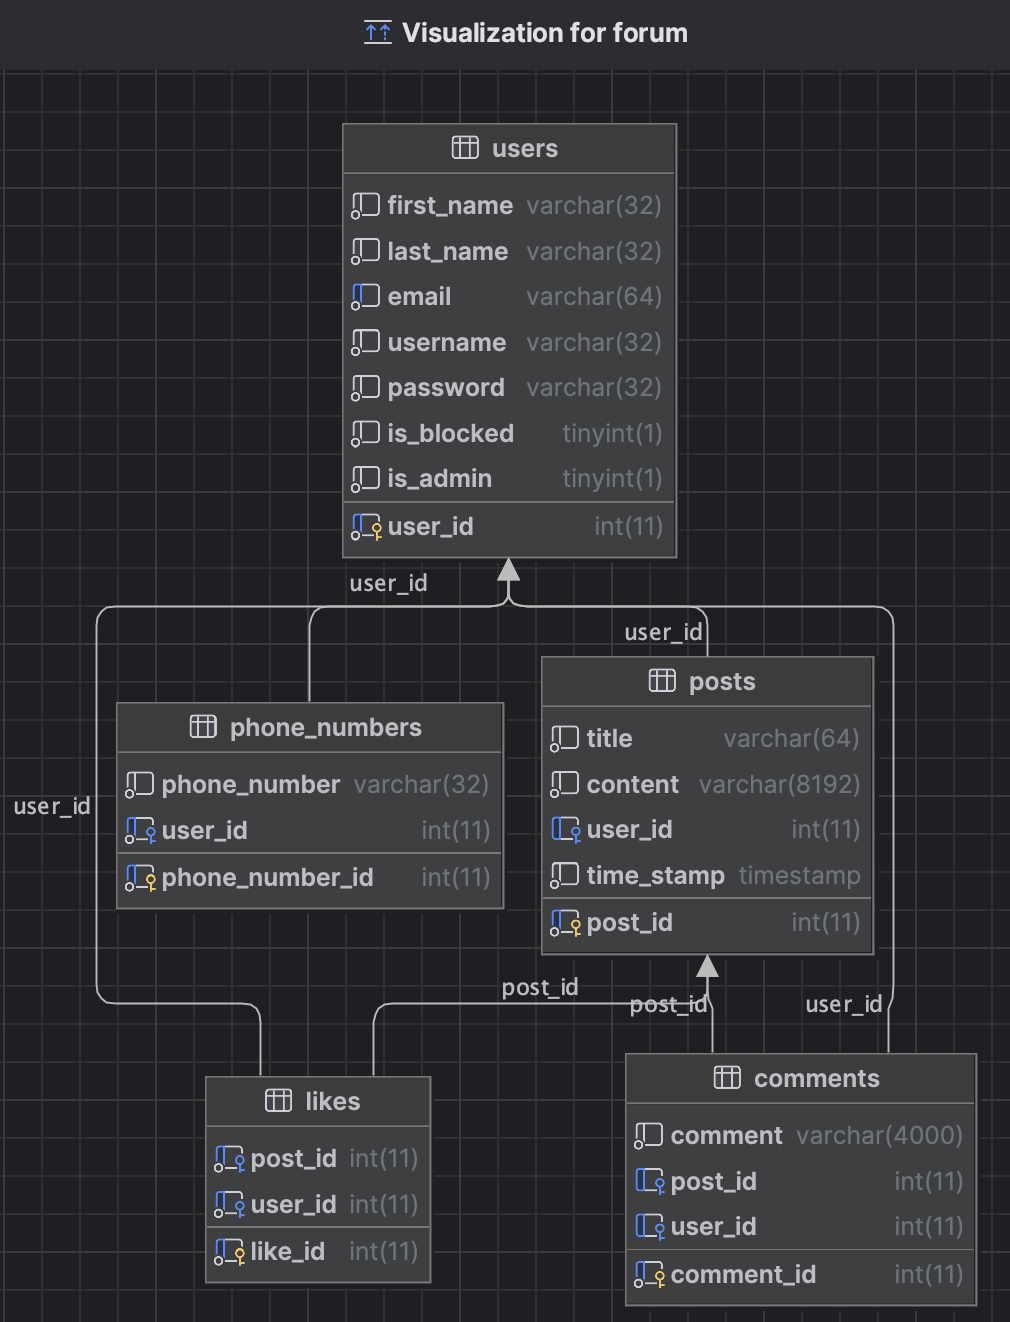 Visualization for forum
users
first_name varchar(32)
last_name varchar(32)
email varchar(64)
username varchar(32)
password varchar(32)
is_blocked tinyint(1)
is_admin tinyint(1)
user_id int(11)
user_id
user_id
user_id
phone_numbers
phone_number varchar(32)
user_id int(11)
phone_number_id int(11)
posts
title varchar(64)
content varchar(8192)
user_id int(11)
time_stamp timestamp
post_id int(11)
post_id
post_id
user_id
likes
post_id int(11)
user_id int(11)
like_id int(11)
comments
comment varchar(4000)
post_id int(11)
user_id int(11)
comment_id int(11)